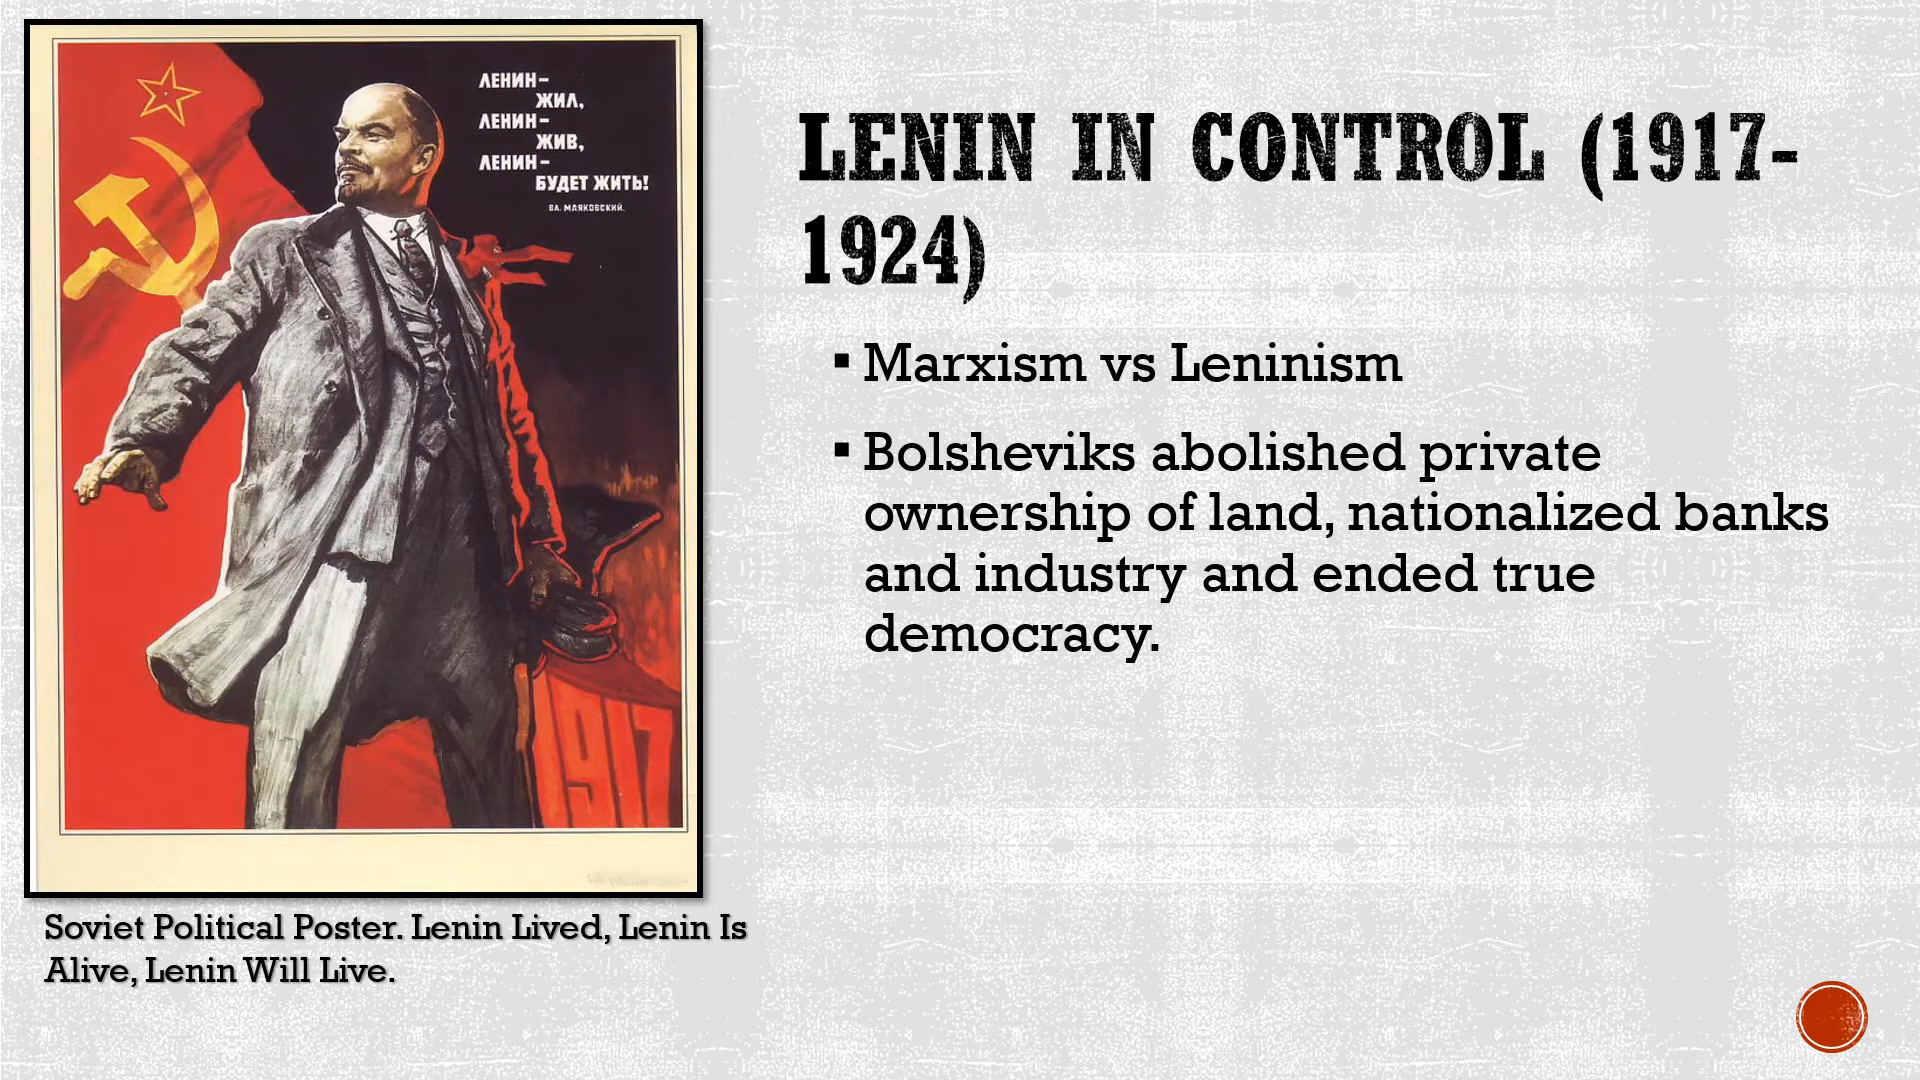 ЛЕНИН–
ЖИЛ,
ЛЕНИН–
ЖИВ,
ЛЕНИН–
БУДЕТ ЖИТЬ!
ВЛ. МАЯКОВСКИЙ.
1917
Soviet Political Poster. Lenin Lived, Lenin Is
Alive, Lenin Will Live.
LENIN IN CONTROL (1917-
1924)
▪ Marxism vs Leninism
▪ Bolsheviks abolished private
ownership of land, nationalized banks
and industry and ended true
democracy.